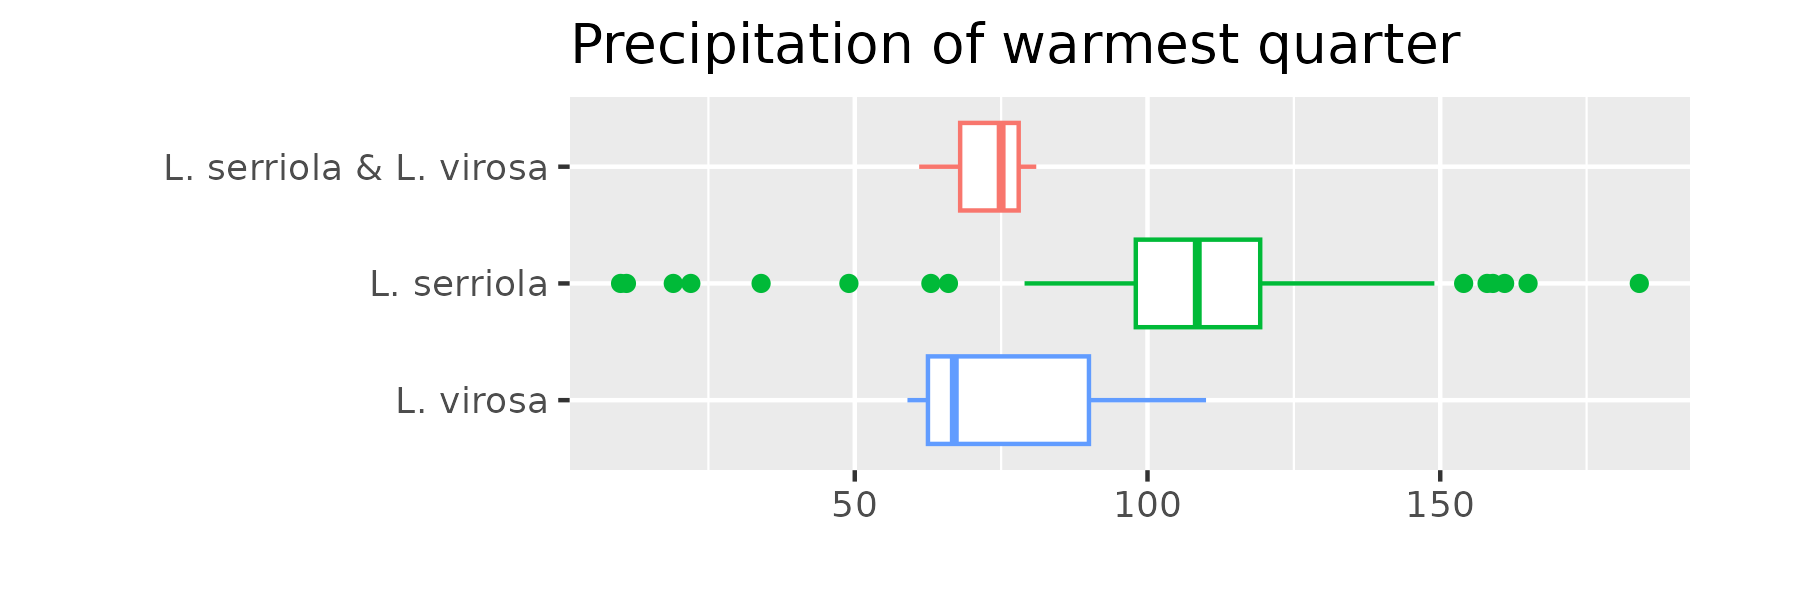 Precipitation of warmest quarter
L. serriola & L. virosa
L. serriola
L. virosa
50 100 150